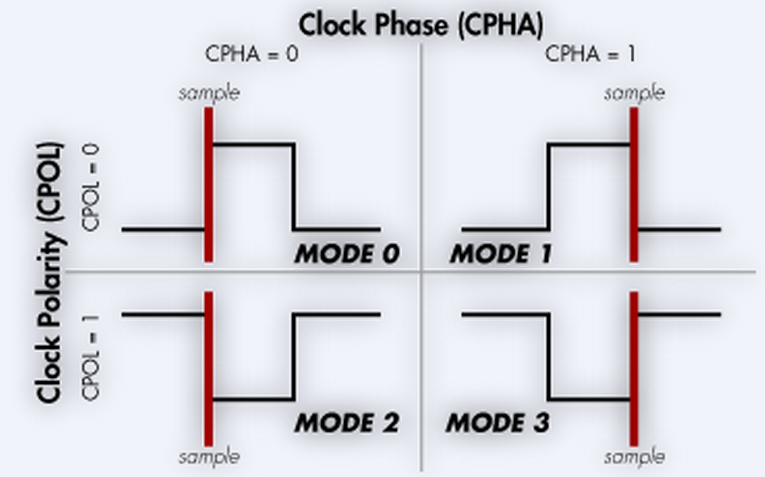 Clock Phase (CPHA)
CPHA = 0
CPHA = 1
sample
sample
Clock Polarity (CPOL)
CPOL = 0
MODE 0
MODE 1
CPOL = 1
MODE 2
MODE 3
sample
sample